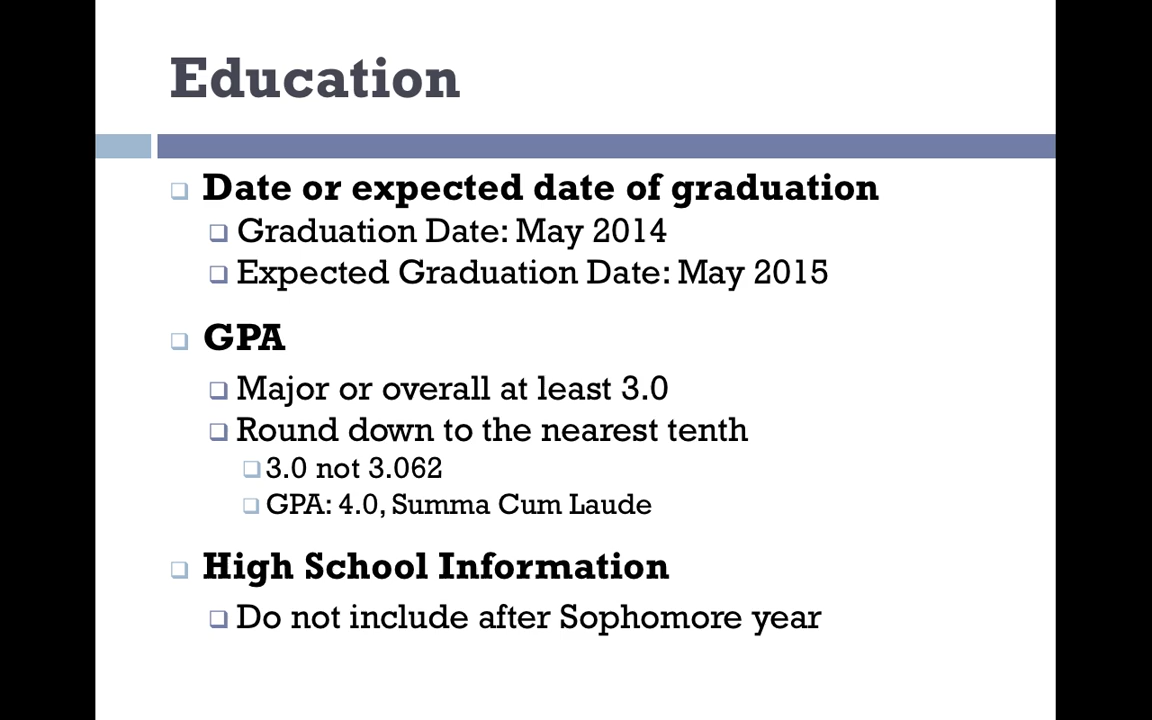 Education
Date or expected date of graduation
Graduation Date: May 2014
Expected Graduation Date: May 2015
GPA
Major or overall at least 3.0
Round down to the nearest tenth
3.0 not 3.062
GPA: 4.0, Summa Cum Laude
High School Information
Do not include after Sophomore year